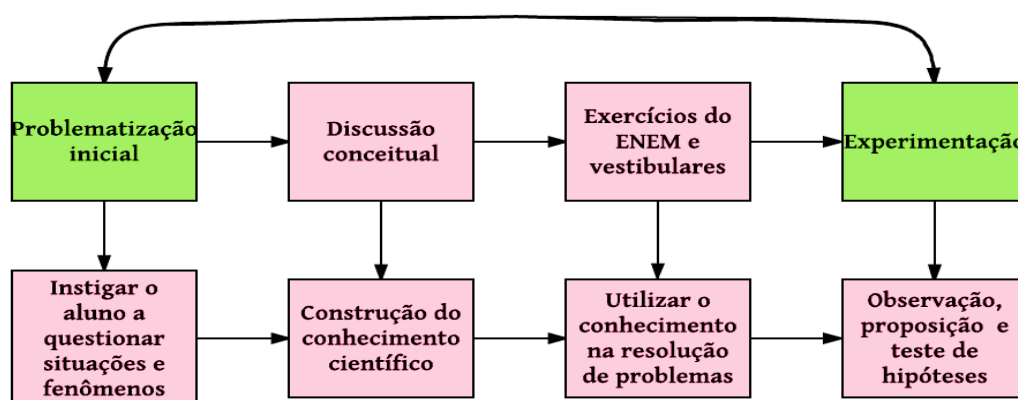 Problematização
inicial
Discussão
conceitual
Exercícios do
ENEM e
vestibulares
Experimentação
Instigar o
aluno a
questionar
situações e
fenômenos
Construção do
conhecimento
científico
Utilizar o
conhecimento
na resolução
de problemas
Observação,
proposição e
teste de
hipóteses